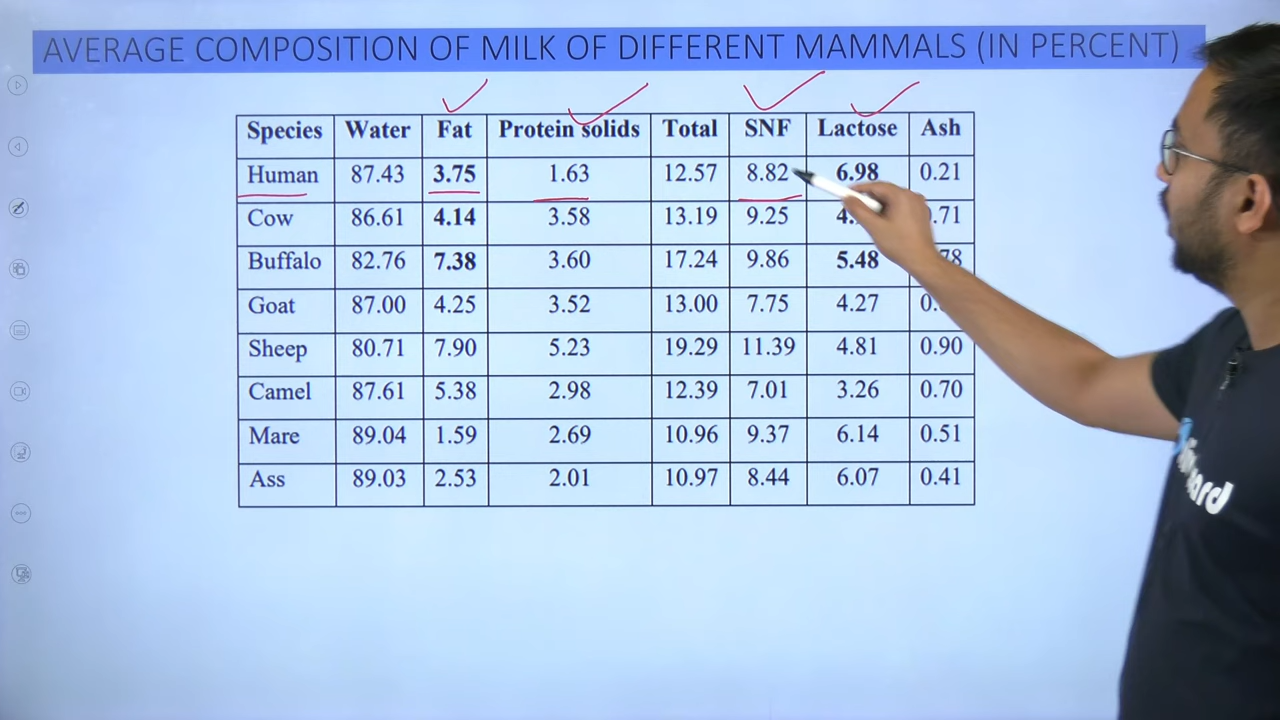 AVERAGE COMPOSITION OF MILK OF DIFFERENT MAMMALS (IN PERCENT)
Species Water Fat Protein solids Total SNF Lactose Ash
Human 87.43 3.75 1.63 12.57 8.82 6.98 0.21
Cow 86.61 4.14 3.58 13.19 9.25
Buffalo 82.76 7.38 3.60 17.24 9.86 5.48
Goat 87.00 4.25 3.52 13.00 7.75 4.27
Sheep 80.71 7.90 5.23 19.29 11.39 4.81 0.90
Camel 87.61 5.38 2.98 12.39 7.01 3.26 0.70
Mare 89.04 1.59 2.69 10.96 9.37 6.14 0.51
Ass 89.03 2.53 2.01 10.97 8.44 6.07 0.41